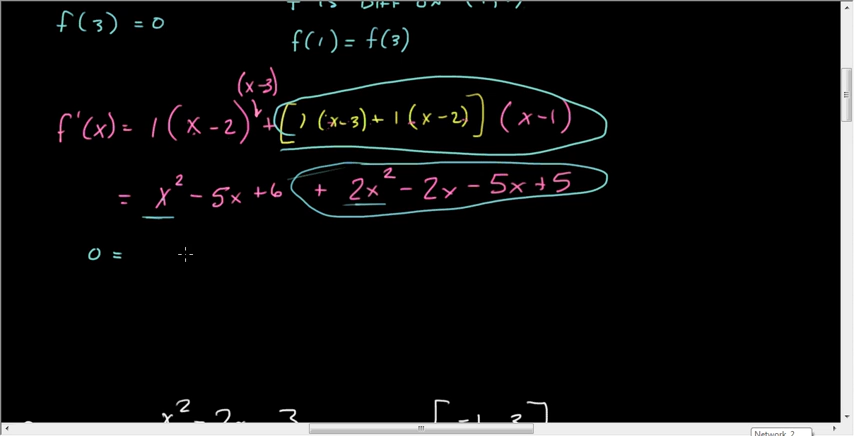 f(3) = 0
f(1) = f(3)
(x-3)
f'(x) = 1(x-2) + [1(x-3) + 1(x-2)] (x-1)
= x² - 5x + 6 + 2x² - 2x - 5x + 5
0 =
Network 2